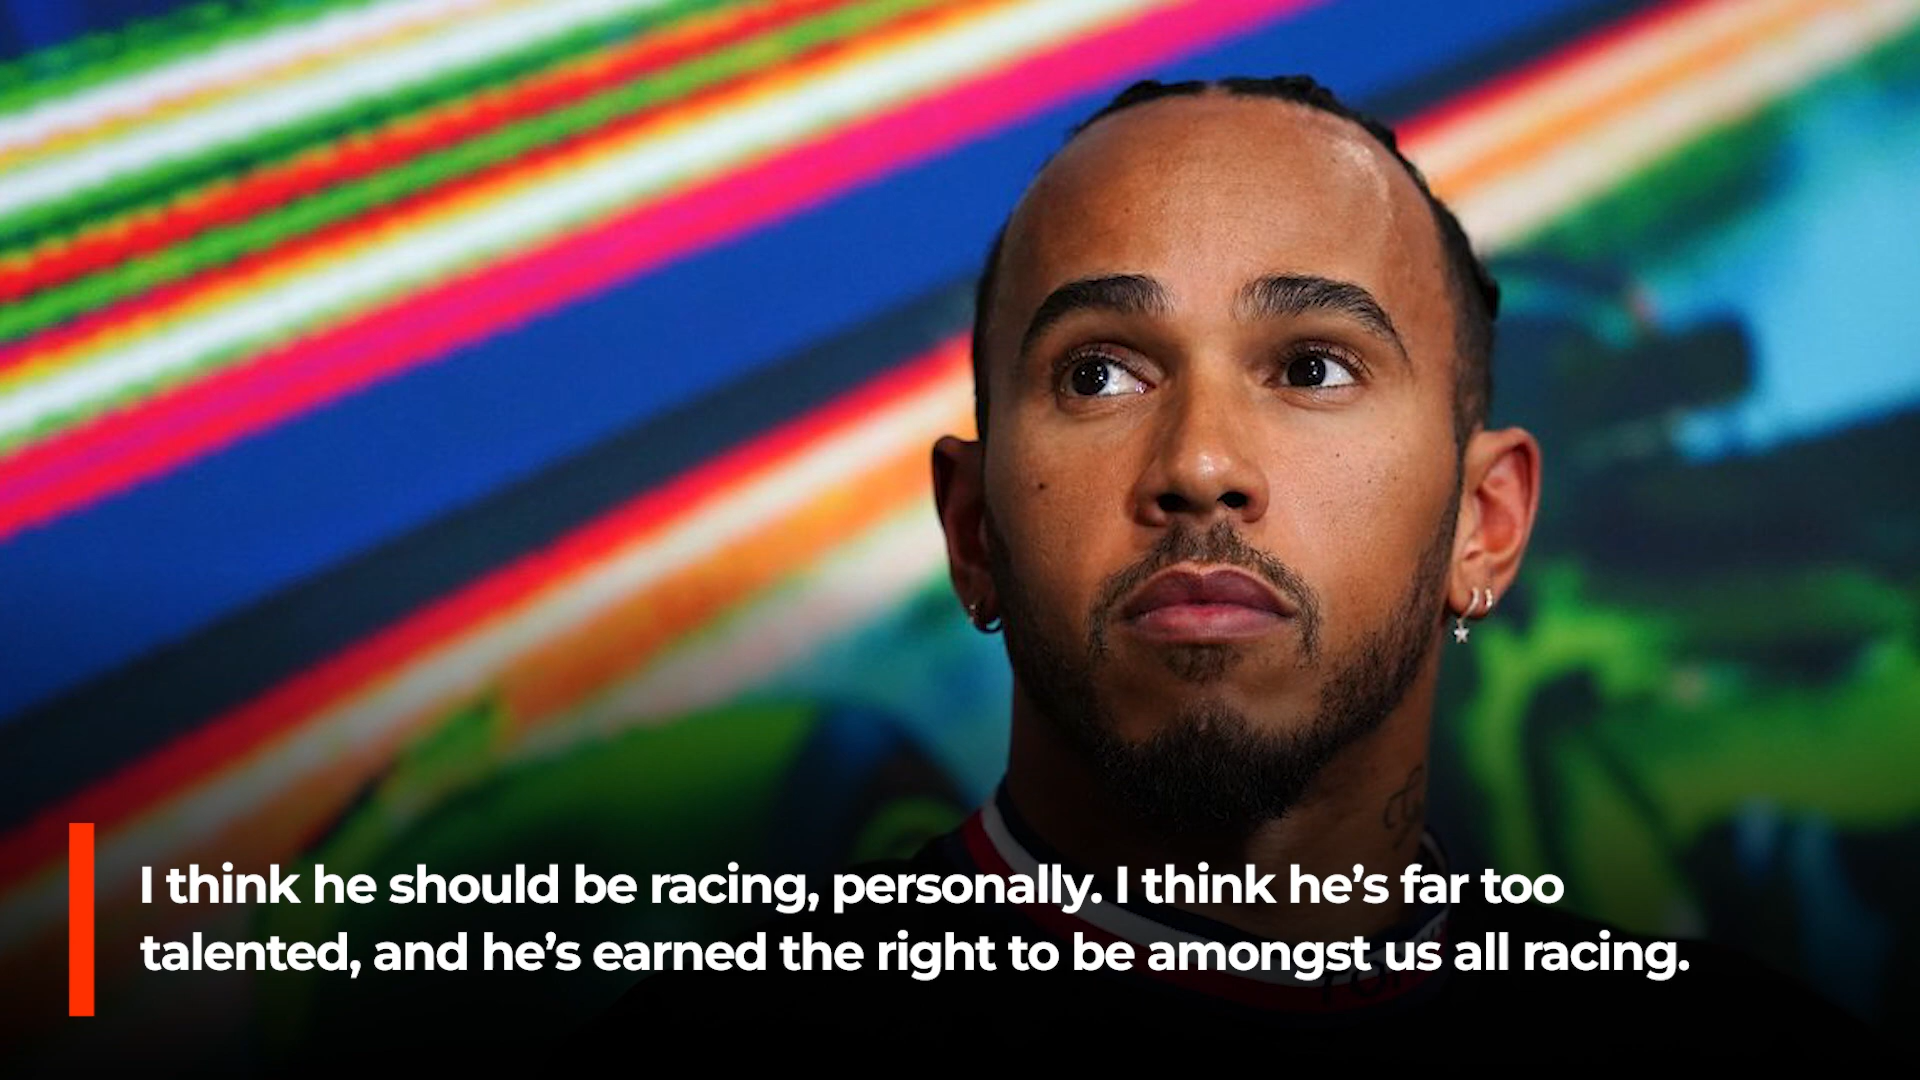 I think he should be racing, personally. I think he’s far too
talented, and he’s earned the right to be amongst us all racing.